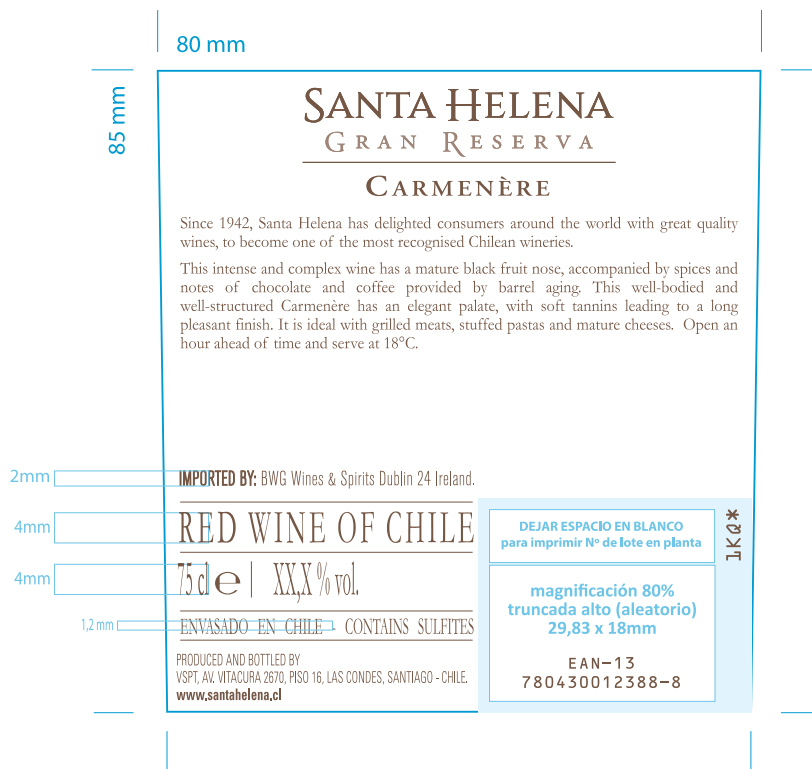 80 mm
85 mm
SANTA HELENA
GRAN RESERVA
CARMENÈRE
Since 1942, Santa Helena has delighted consumers around the world with great quality
wines, to become one of the most recognised Chilean wineries.
This intense and complex wine has a mature black fruit nose, accompanied by spices and
notes of chocolate and coffee provided by barrel aging. This well-bodied and
well-structured Carmenère has an elegant palate, with soft tannins leading to a long
pleasant finish. It is ideal with grilled meats, stuffed pastas and mature cheeses. Open an
hour ahead of time and serve at 18°C.
2mm
IMPORTED BY: BWG Wines & Spirits Dublin 24 Ireland.
4mm
RED WINE OF CHILE
4mm
75 cl e | XX,X % vol.
1,2 mm
ENVASADO EN CHILE - CONTAINS SULFITES
PRODUCED AND BOTTLED BY
VSPT, AV. VITACURA 2670, PISO 16, LAS CONDES, SANTIAGO - CHILE.
www.santahelena.cl
DEJAR ESPACIO EN BLANCO
para imprimir Nº de lote en planta
1KQ*
magnificación 80%
truncada alto (aleatorio)
29,83 x 18mm
EAN-13
780430012388-8